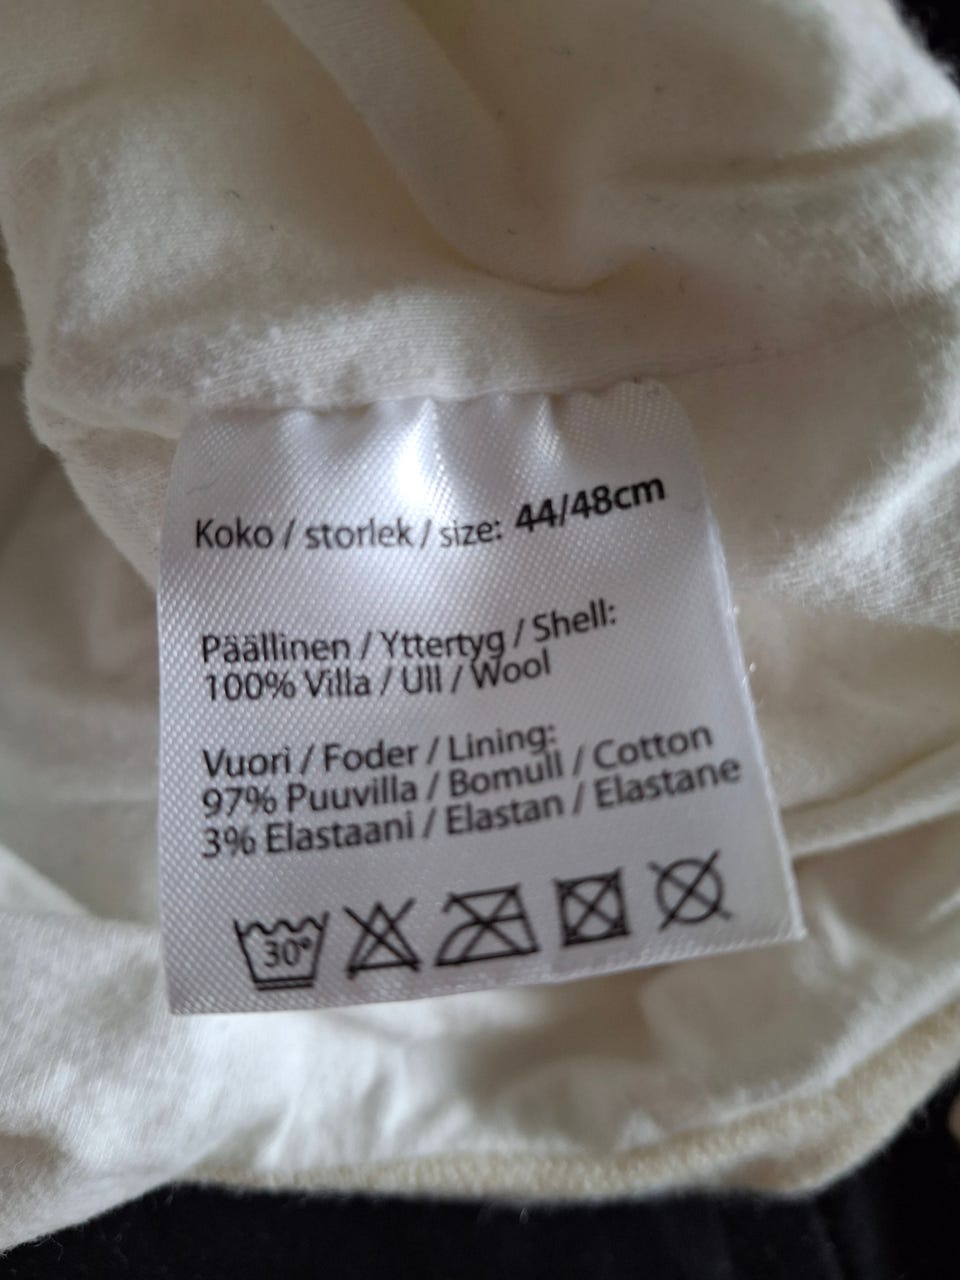 Koko / storlek / size: 44/48cm
Päällinen / Yttertyg / Shell:
100% Villa / Ull / Wool
Vuori / Foder / Lining:
97% Puuvilla / Bomull / Cotton
3% Elastaani / Elastan / Elastane
30°